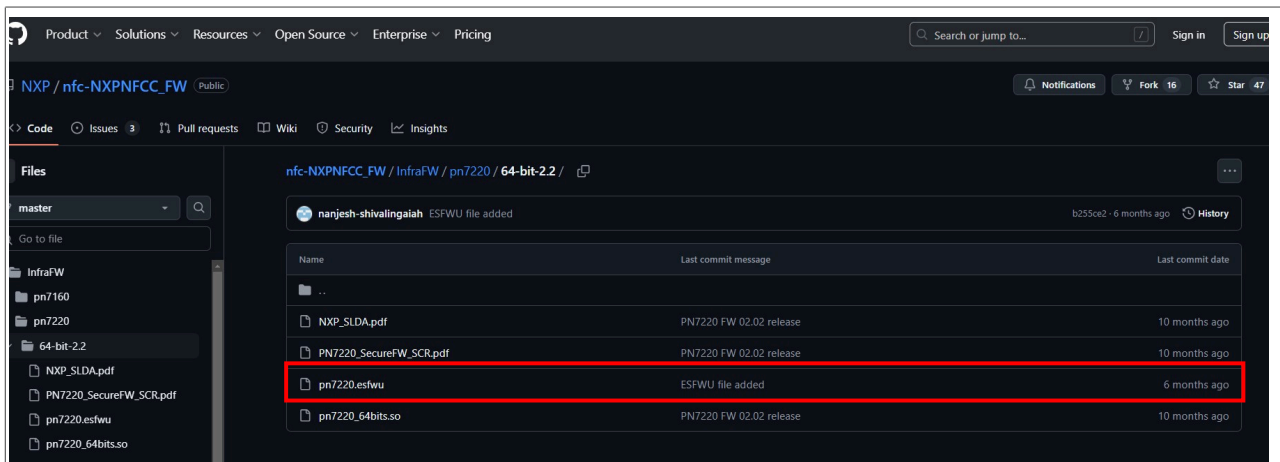 Product Solutions Resources Open Source Enterprise Pricing Search or jump to... / Sign in Sign up
NXP / nfc-NXPNFCC_FW Public Notifications Fork 16 Star 47
<> Code Issues 3 Pull requests Wiki Security Insights
Files
master
Go to file
InfraFW
pn7160
pn7220
64-bit-2.2
NXP_SLDA.pdf
PN7220_SecureFW_SCR.pdf
pn7220.esfwu
pn7220_64bits.so
nfc-NXPNFCC_FW / InfraFW / pn7220 / 64-bit-2.2 /
nanjesh-shivalingaiah ESFWU file added b255ce2 · 6 months ago History
Name Last commit message Last commit date
..
NXP_SLDA.pdf PN7220 FW 02.02 release 10 months ago
PN7220_SecureFW_SCR.pdf PN7220 FW 02.02 release 10 months ago
pn7220.esfwu ESFWU file added 6 months ago
pn7220_64bits.so PN7220 FW 02.02 release 10 months ago